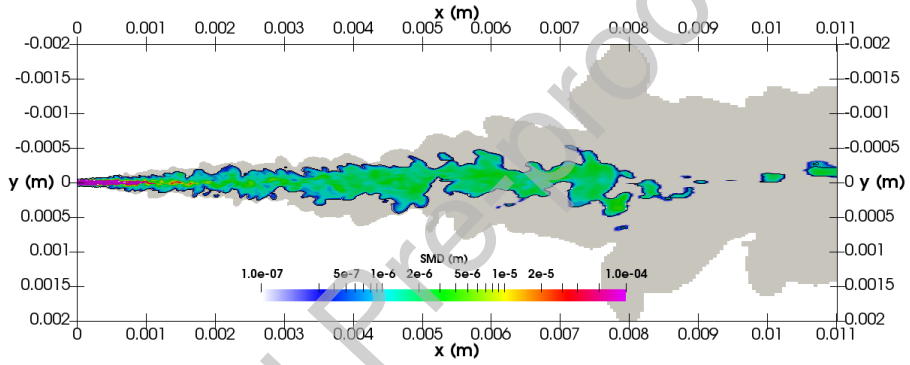 x (m)
0 0.001 0.002 0.003 0.004 0.005 0.006 0.007 0.008 0.009 0.01 0.011
-0.002 -0.002
-0.0015 -0.0015
-0.001 -0.001
-0.0005 -0.0005
y (m) 0 0 y (m)
0.0005 0.0005
0.001 0.001
SMD (m)
1.0e-07 5e-7 1e-6 2e-6 5e-6 1e-5 2e-5 1.0e-04
0.0015 0.0015
0.002 0.002
0 0.001 0.002 0.003 0.004 0.005 0.006 0.007 0.008 0.009 0.01 0.011
x (m)
l Pre-proo